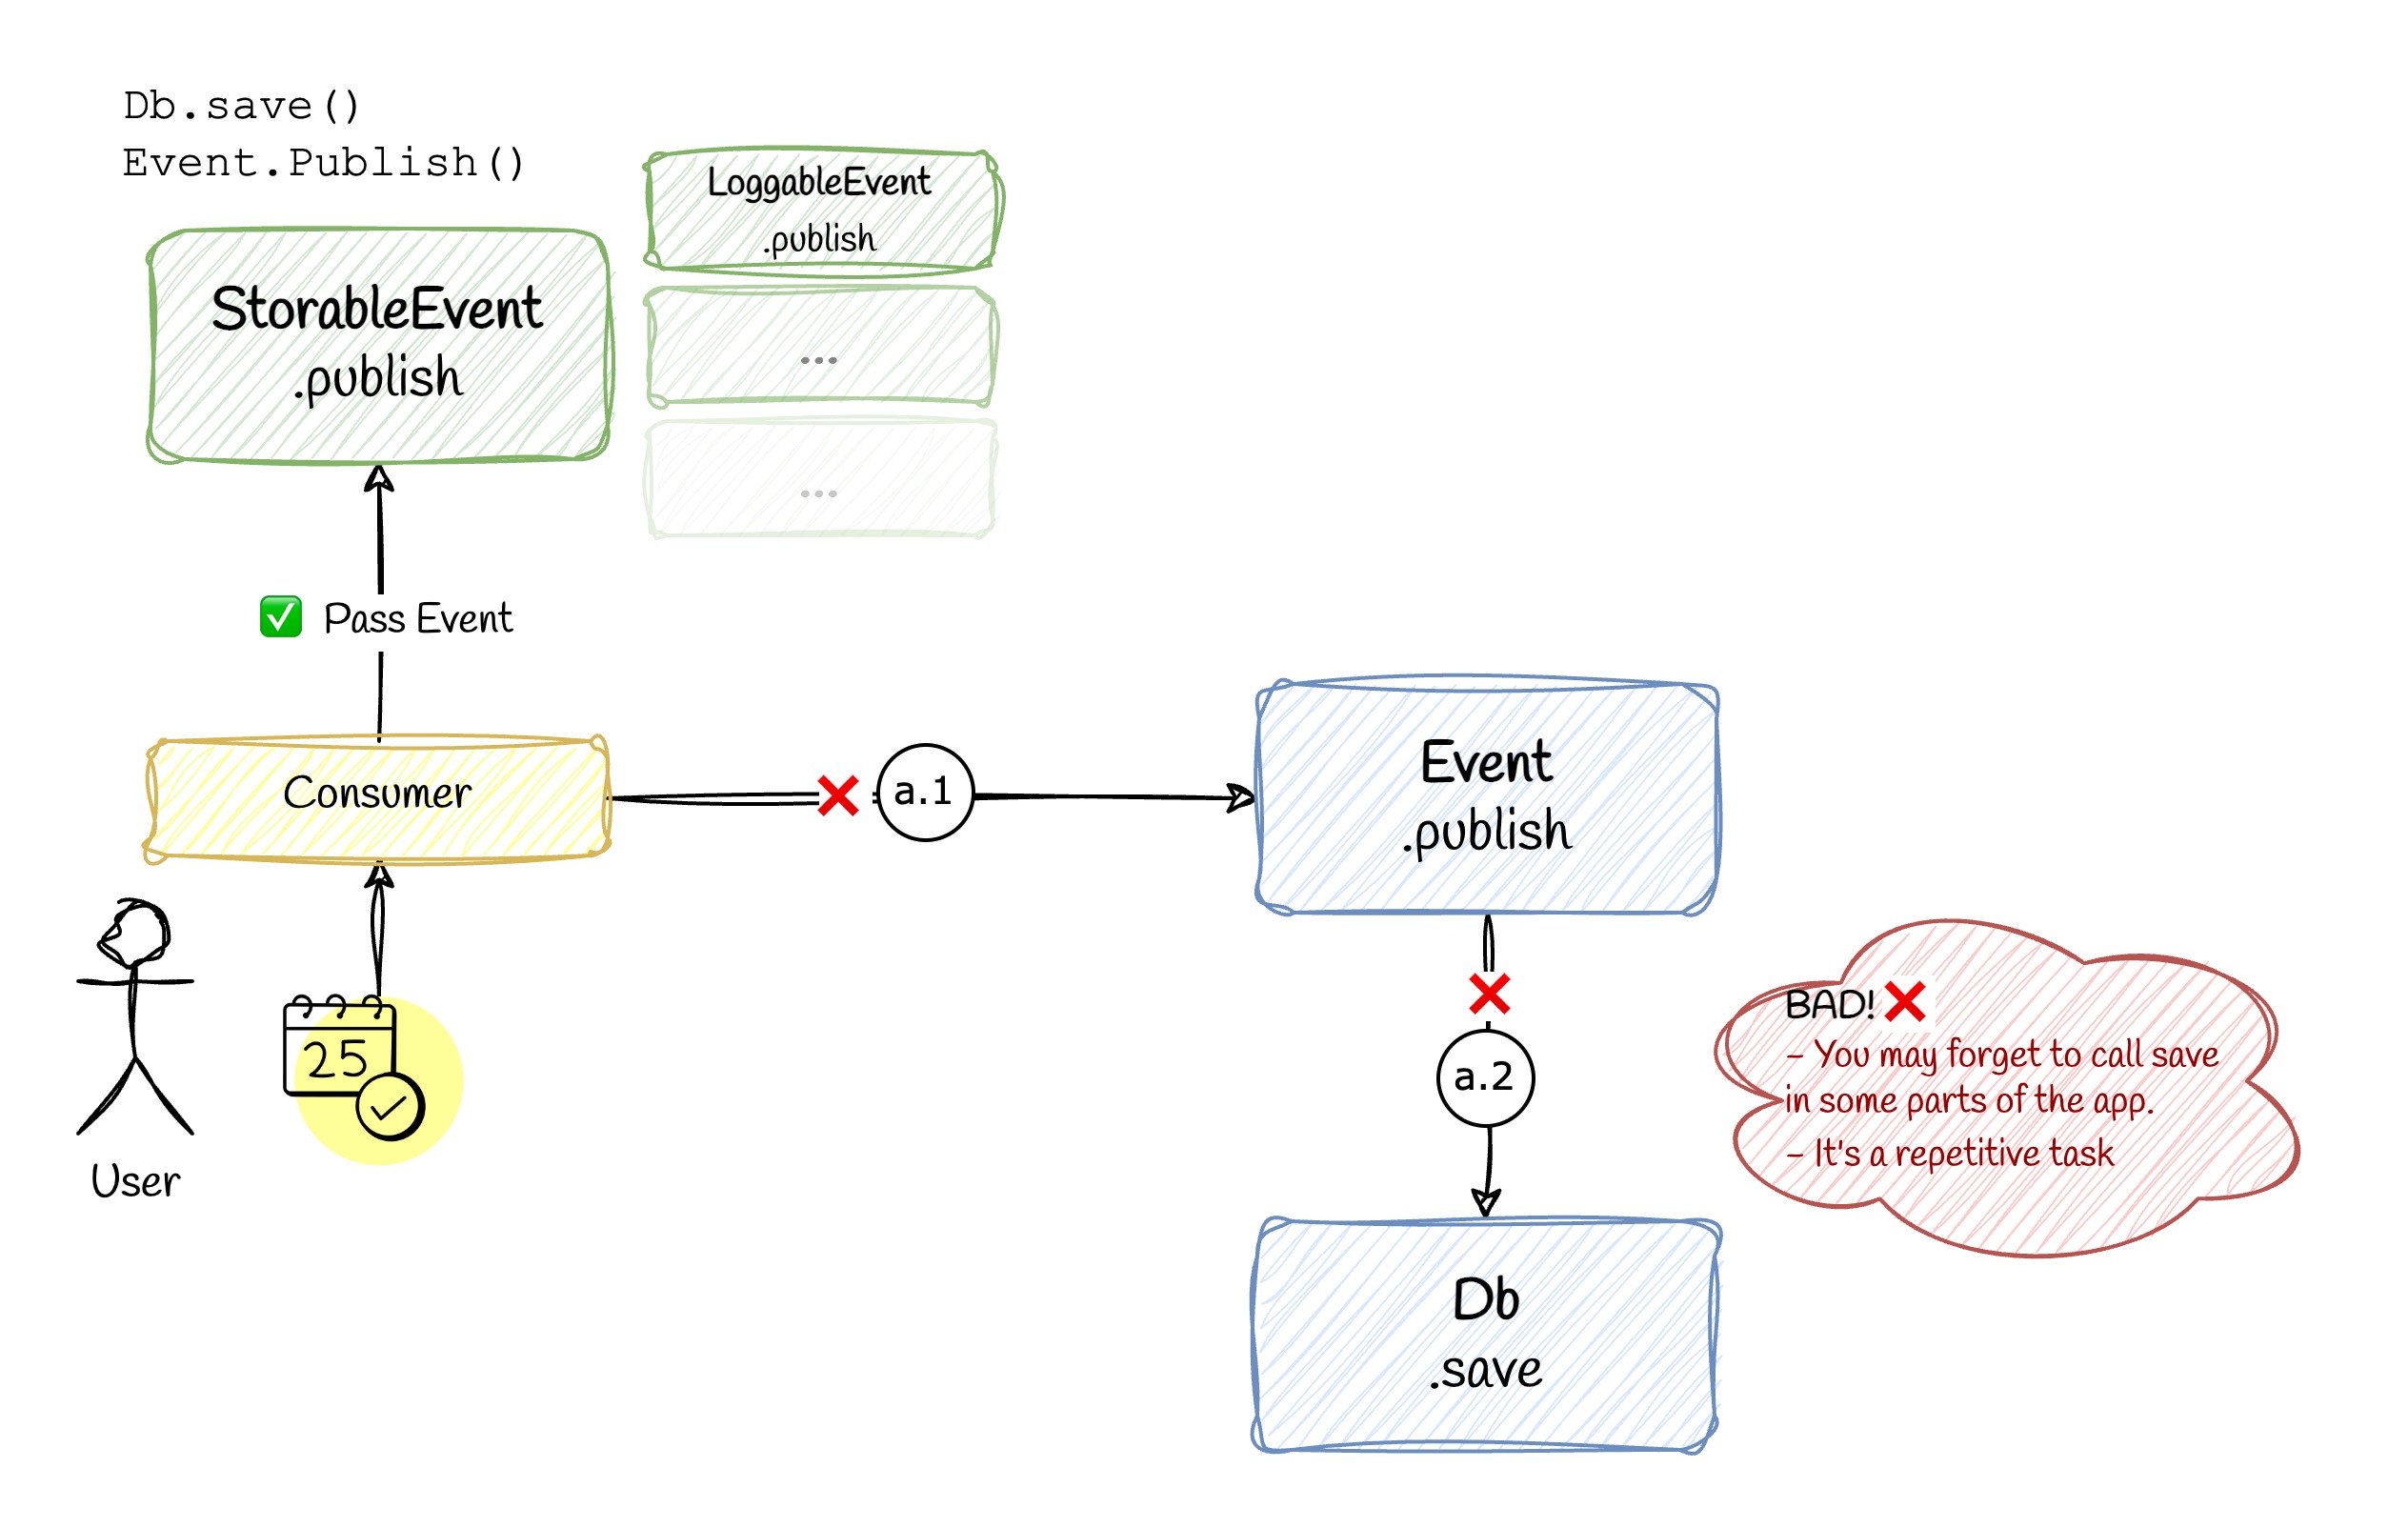 Db.save()
Event.Publish()
LoggableEvent
.publish
StorableEvent
.publish
...
...
Pass Event
Consumer
a.1
Event
.publish
User
25
a.2
BAD!
- You may forget to call save
in some parts of the app.
- It's a repetitive task
Db
.save